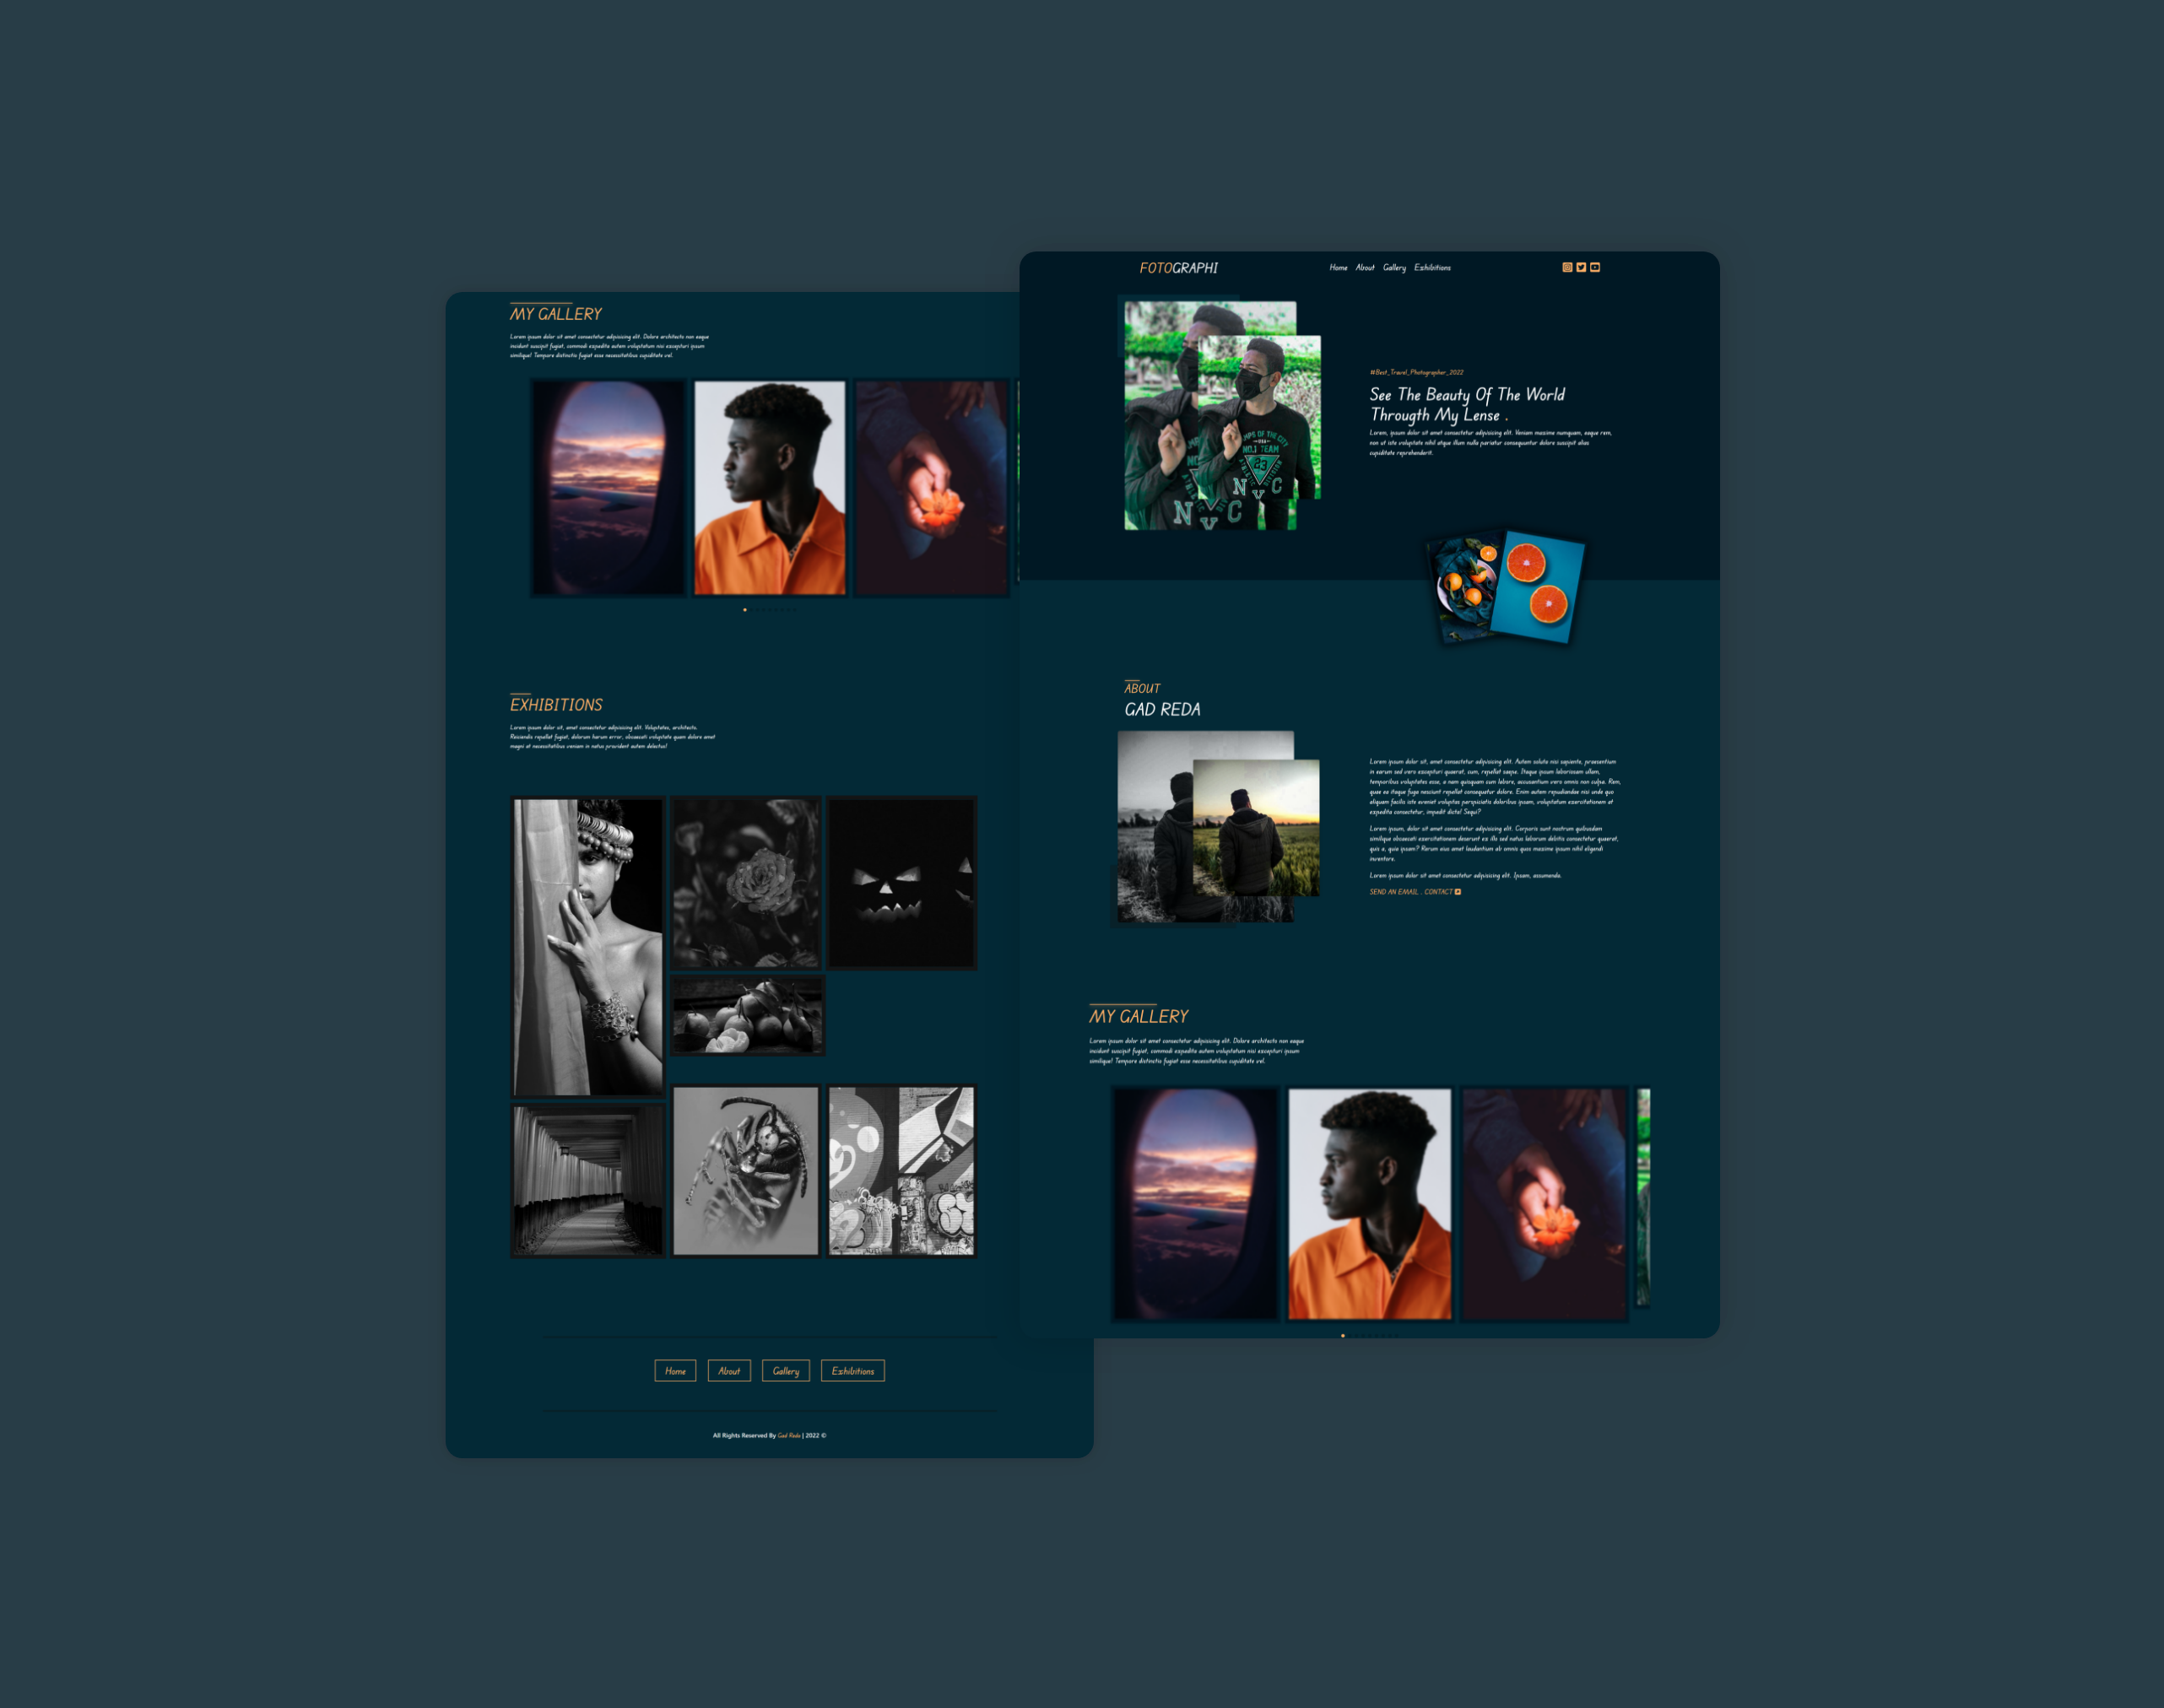 MY GALLERY
Lorem ipsum dolor sit amet consectetur adipisicing elit. Dolore architecto non eaque
incidunt suscipit fugiat, commodi expedita autem voluptatum nisi excepturi ipsum
similique! Tempore distinctio fugiat esse necessitatibus cupiditate vel.
EXHIBITIONS
Lorem ipsum dolor sit, amet consectetur adipisicing elit. Voluptates, architecto.
Reiciendis repellat fugiat, dolorum harum error, obcaecati voluptate quam dolore amet
magni at necessitatibus veniam in natus provident autem delectus!
Home
About
Gallery
Exhibitions
All Rights Reserved By Gad Reda | 2022 ©
FOTOGRAPHI
Home About Gallery Exhibitions
MPS OF THE CITY
USA
NO.1 TEAM
23
N Y C
N Y C
#Best_Travel_Photographer_2022
See The Beauty Of The World
Througth My Lense .
Lorem, ipsum dolor sit amet consectetur adipisicing elit. Veniam maxime numquam, eaque rem,
non ut iste voluptate nihil atque illum nulla pariatur consequuntur dolore suscipit alias
cupiditate reprehenderit.
ABOUT
GAD REDA
Lorem ipsum dolor sit, amet consectetur adipisicing elit. Autem soluta nisi sapiente, praesentium
in earum sed vero excepturi quaerat, cum, repellat saepe. Itaque ipsum laboriosam ullam,
temporibus voluptates esse, a nam quisquam cum labore, accusantium vero omnis non culpa. Rem,
quae ea itaque fuga nesciunt repellat consequatur dolore. Enim autem repudiandae nisi unde quo
aliquam facilis iste eveniet voluptas perspiciatis doloribus ipsam, voluptatum exercitationem at
expedita consectetur, impedit dicta! Sequi?
Lorem ipsum, dolor sit amet consectetur adipisicing elit. Corporis sunt nostrum quibusdam
similique obcaecati exercitationem deserunt ex illo sed natus laborum debitis consectetur quaerat,
quis a, quia ipsam? Rerum eius amet laudantium ab omnis quos maxime ipsum nihil eligendi
inventore.
Lorem ipsum dolor sit amet consectetur adipisicing elit. Ipsam, assumenda.
SEND AN EMAIL . CONTACT
MY GALLERY
Lorem ipsum dolor sit amet consectetur adipisicing elit. Dolore architecto non eaque
incidunt suscipit fugiat, commodi expedita autem voluptatum nisi excepturi ipsum
similique! Tempore distinctio fugiat esse necessitatibus cupiditate vel.